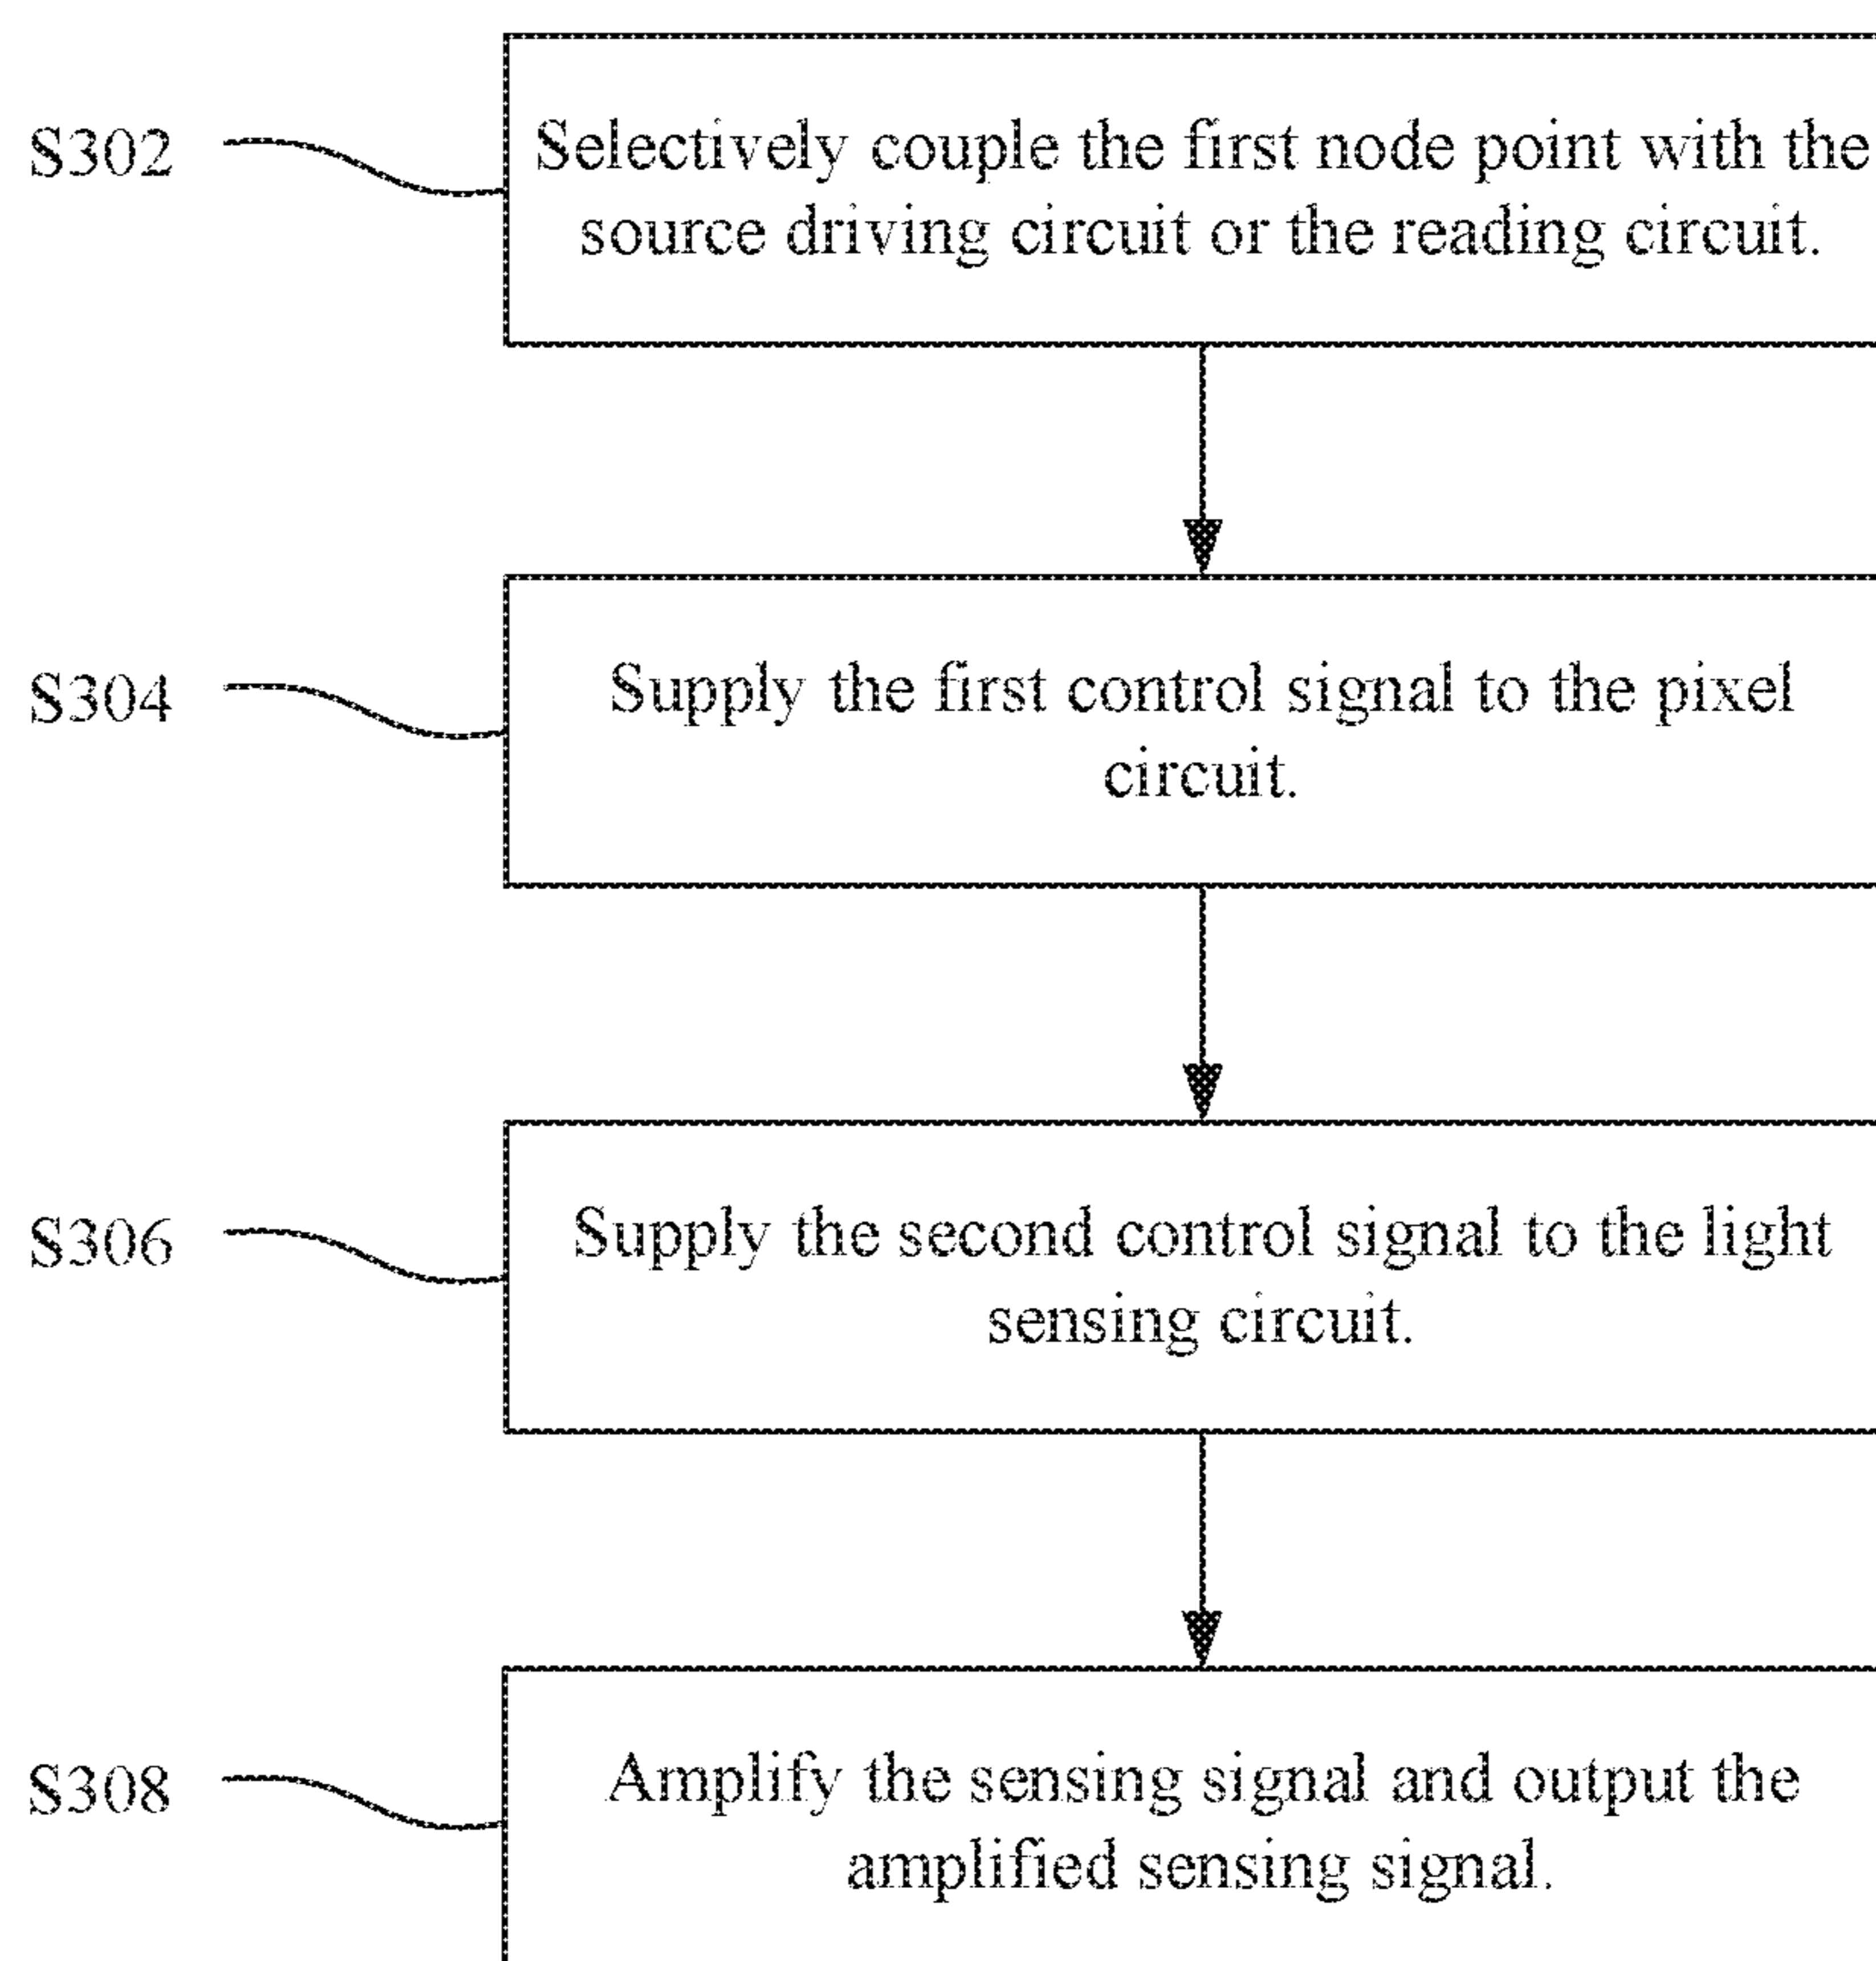 S302
Selectively couple the first node point with the
source driving circuit or the reading circuit.
S304
Supply the first control signal to the pixel
circuit.
S306
Supply the second control signal to the light
sensing circuit.
S308
Amplify the sensing signal and output the
amplified sensing signal.